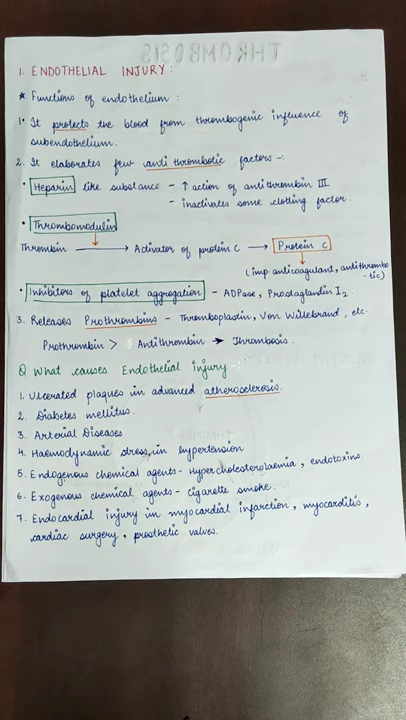 THROMBOSIS
1. ENDOTHELIAL INJURY:
* Functions of endothelium :
1. It protects the blood from thrombogenic influence of
subendothelium.
2. It elaborates few anti thrombotic factors -:
• Heparin like substance - ↑ action of antithrombin III
- inactivates some clotting factor.
• Thrombomodulin
Thrombin → Activator of protein C → Protein C
(imp. anticoagulant, antithrombo
-tic)
• Inhibitors of platelet aggregation - ADPase, Prostaglandin I2
3. Releases Prothrombins - Thromboplastin, Von Willebrand, etc.
Prothrombin > Antithrombin → Thrombosis.
Q What causes Endothelial injury -
1. Ulcerated plaques in advanced atherosclerosis.
2. Diabetes mellitus.
3. Arterial Diseases
4. Haemodynamic stress in hypertension
5. Endogenous chemical agents - Hypercholesterolaemia, endotoxins.
6. Exogenous chemical agents - Cigarette smoke.
7. Endocardial injury in myocardial infarction, myocarditis,
cardiac surgery, prosthetic valves.